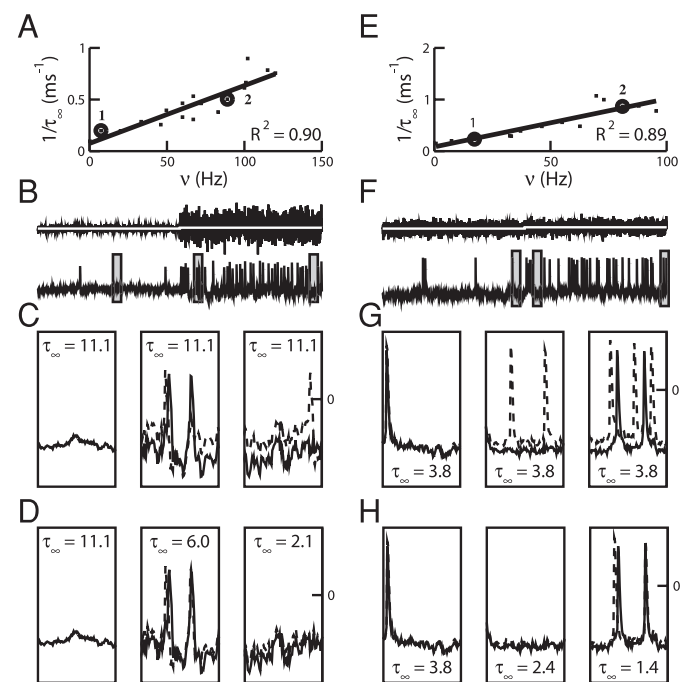 A
1/τ∞ (ms⁻¹)
1
0.5
0
1
2
R² = 0.90
0 50 100 150
ν (Hz)
E
1/τ∞ (ms⁻¹)
2
1
0
1
2
R² = 0.89
0 50 100
ν (Hz)
B
F
C
τ∞ = 11.1
τ∞ = 11.1
τ∞ = 11.1
0
G
τ∞ = 3.8
τ∞ = 3.8
τ∞ = 3.8
0
D
τ∞ = 11.1
τ∞ = 6.0
τ∞ = 2.1
0
H
τ∞ = 3.8
τ∞ = 2.4
τ∞ = 1.4
0